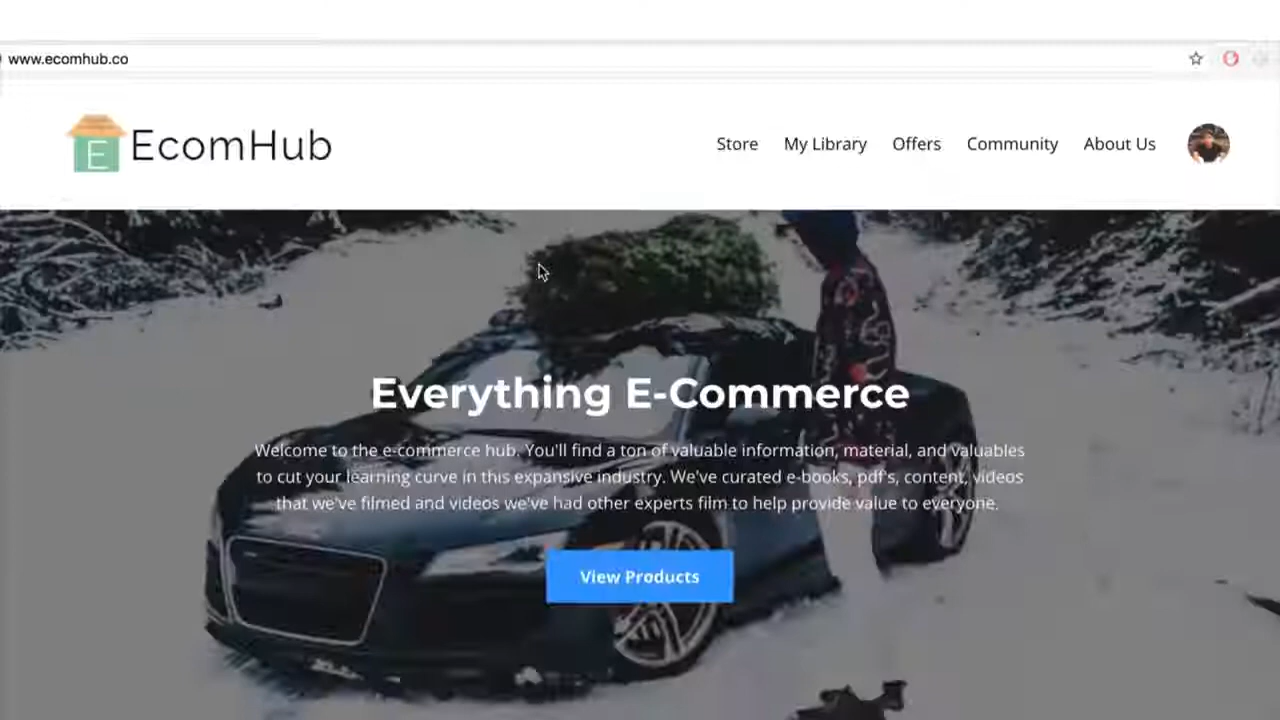 www.ecomhub.co
E
EcomHub
Store My Library Offers Community About Us
Everything E-Commerce
Welcome to the e-commerce hub. You'll find a ton of valuable information, material, and valuables
to cut your learning curve in this expansive industry. We've curated e-books, pdf's, content, videos
that we've filmed and videos we've had other experts film to help provide value to everyone.
View Products